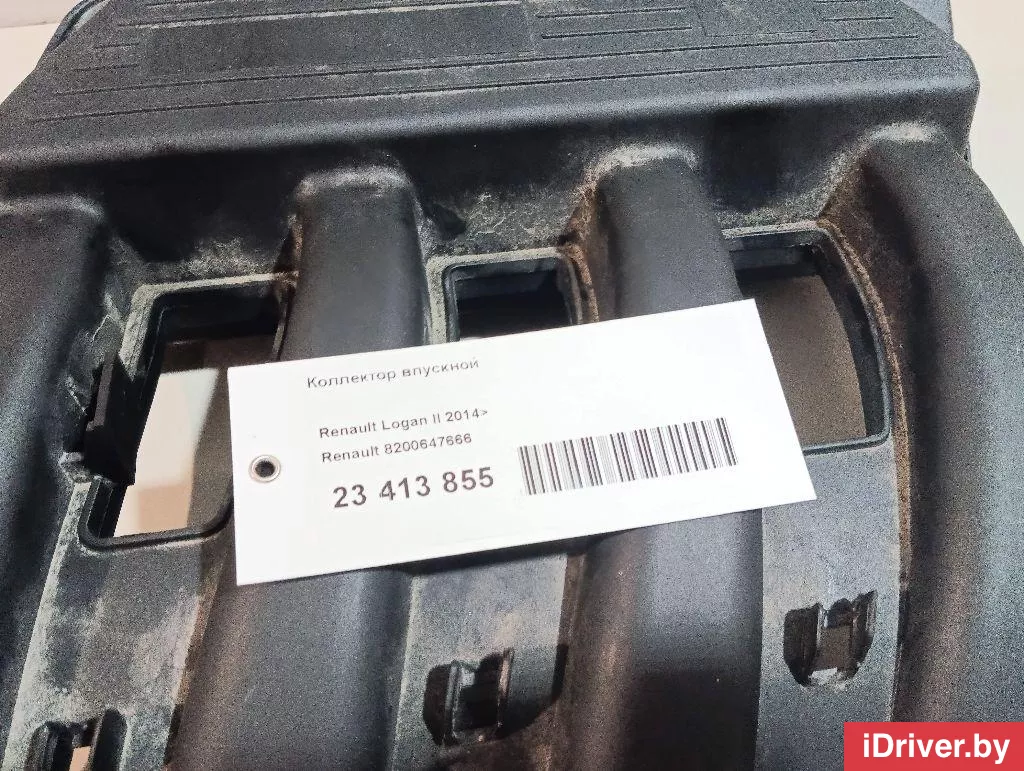 Коллектор впускной
Renault Logan II 2014>
Renault 8200647666
23 413 855
iDriver.by